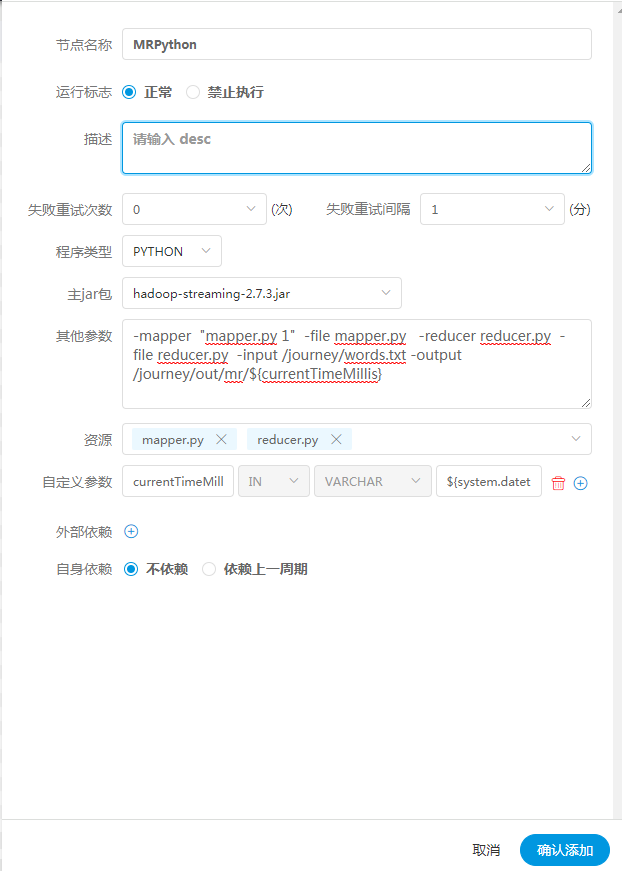 节点名称 MRPython
运行标志 正常 禁止执行
描述 请输入 desc
失败重试次数 0 (次) 失败重试间隔 1 (分)
程序类型 PYTHON
主jar包 hadoop-streaming-2.7.3.jar
其他参数 -mapper "mapper.py 1" -file mapper.py -reducer reducer.py -
file reducer.py -input /journey/words.txt -output
/journey/out/mr/${currentTimeMillis}
资源 mapper.py reducer.py
自定义参数 currentTimeMill IN VARCHAR ${system.datet
外部依赖
自身依赖 不依赖 依赖上一周期
取消 确认添加